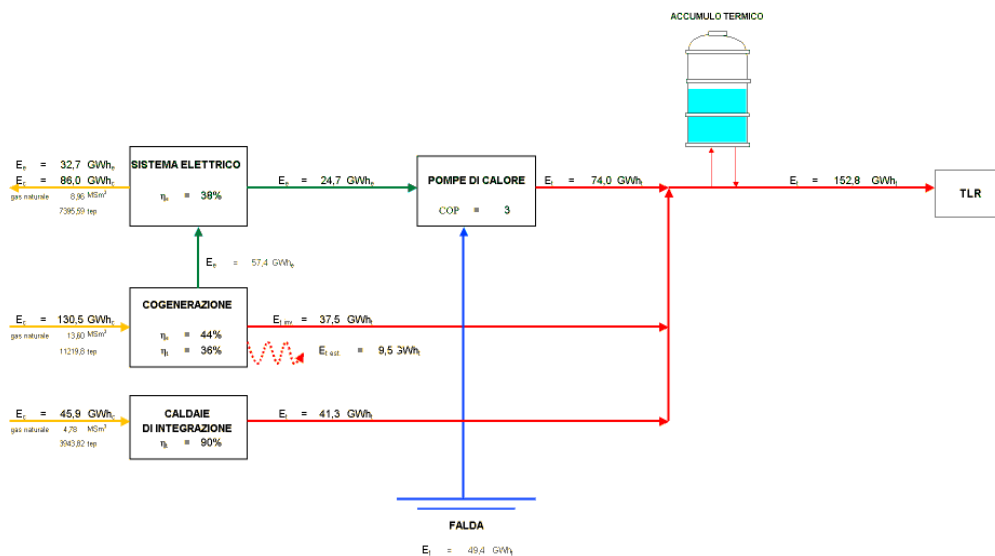 ACCUMULO TERMICO
Ee = 32,7 GWhe
Ec = 86,0 GWhc
gas naturale 8,96 MSm³
7395,59 tep
SISTEMA ELETTRICO
ηe = 38%
Ee = 24,7 GWhe
POMPE DI CALORE
COP = 3
Et = 74,0 GWht
Et = 152,8 GWht
TLR
Ee = 57,4 GWhe
Ec = 130,5 GWhc
gas naturale 13,60 MSm³
11219,8 tep
COGENERAZIONE
ηe = 44%
ηt = 36%
Et inv = 37,5 GWht
Et est = 9,5 GWht
Ec = 45,9 GWhc
gas naturale 4,78 MSm³
3943,82 tep
CALDAIE
DI INTEGRAZIONE
ηt = 90%
Et = 41,3 GWht
FALDA
Et = 49,4 GWht